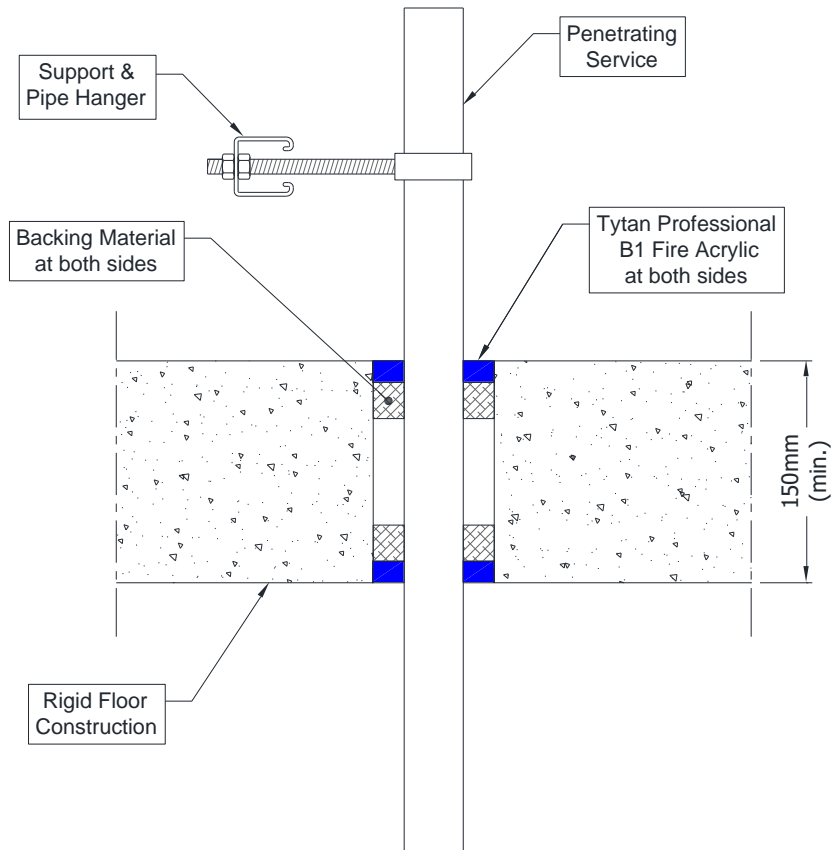 Penetrating
Service
Support &
Pipe Hanger
Backing Material
at both sides
Tytan Professional
B1 Fire Acrylic
at both sides
150mm
(min.)
Rigid Floor
Construction